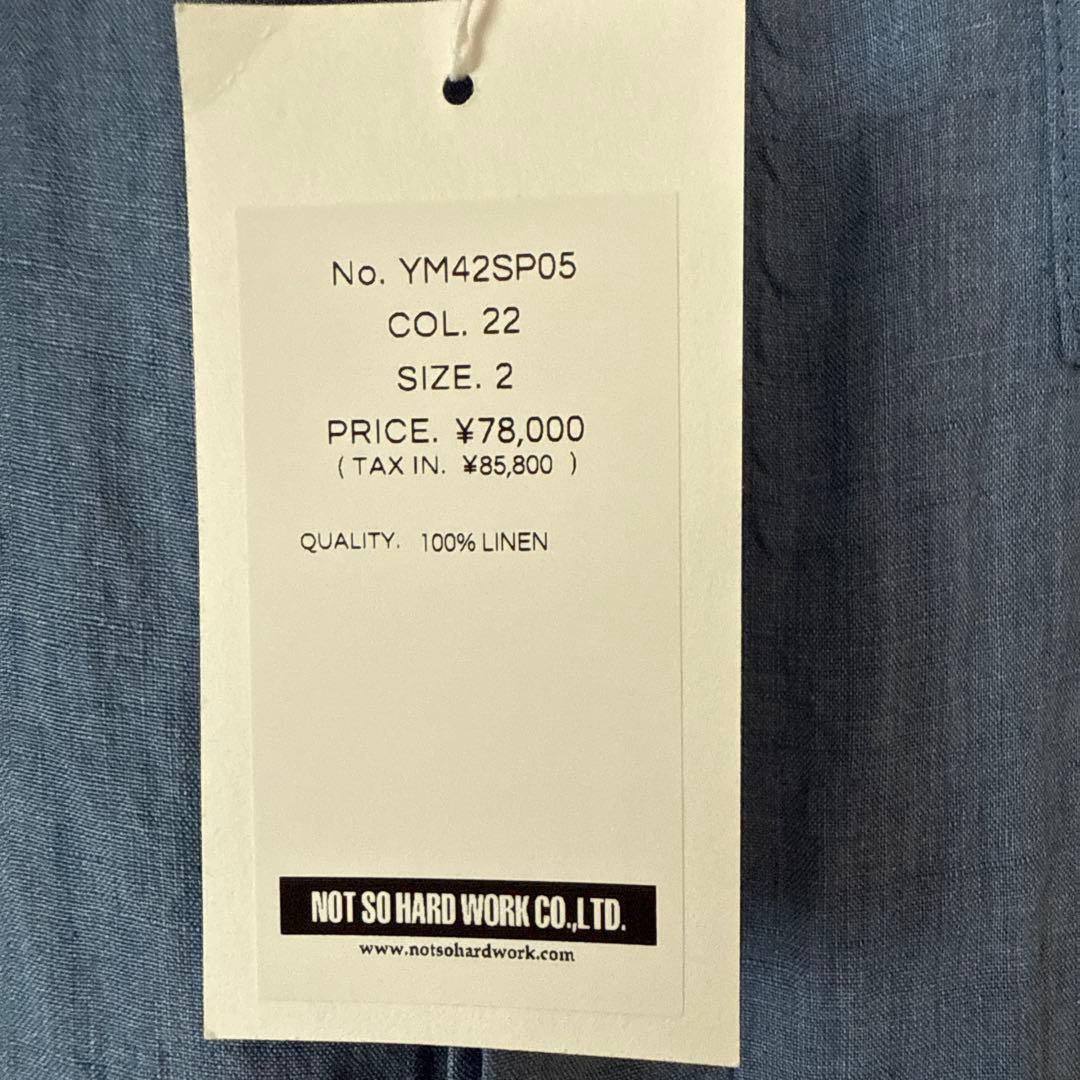 No. YM42SP05
COL. 22
SIZE. 2
PRICE. ¥78,000
( TAX IN. ¥85,800 )
QUALITY. 100% LINEN
NOT SO HARD WORK CO.,LTD.
www.notsohardwork.com